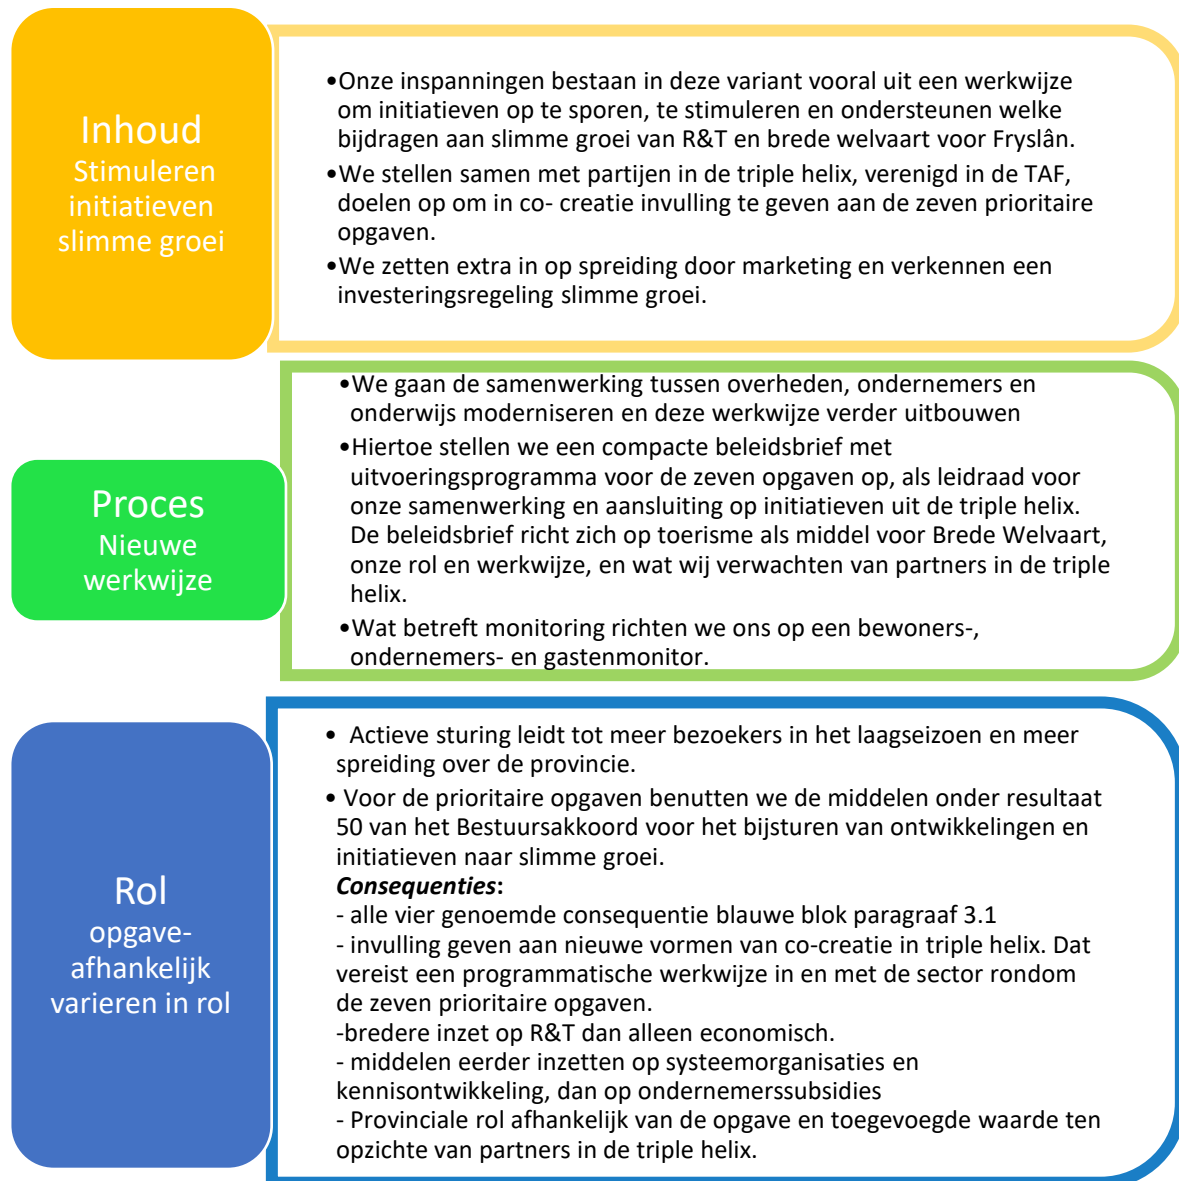 Inhoud
Stimuleren
initiatieven
slimme groei
•Onze inspanningen bestaan in deze variant vooral uit een werkwijze
om initiatieven op te sporen, te stimuleren en ondersteunen welke
bijdragen aan slimme groei van R&T en brede welvaart voor Fryslân.
•We stellen samen met partijen in de triple helix, verenigd in de TAF,
doelen op om in co- creatie invulling te geven aan de zeven prioritaire
opgaven.
•We zetten extra in op spreiding door marketing en verkennen een
investeringsregeling slimme groei.
Proces
Nieuwe
werkwijze
•We gaan de samenwerking tussen overheden, ondernemers en
onderwijs moderniseren en deze werkwijze verder uitbouwen
•Hiertoe stellen we een compacte beleidsbrief met
uitvoeringsprogramma voor de zeven opgaven op, als leidraad voor
onze samenwerking en aansluiting op initiatieven uit de triple helix.
De beleidsbrief richt zich op toerisme als middel voor Brede Welvaart,
onze rol en werkwijze, en wat wij verwachten van partners in de triple
helix.
•Wat betreft monitoring richten we ons op een bewoners-,
ondernemers- en gastenmonitor.
Rol
opgave-
afhankelijk
varieren in rol
• Actieve sturing leidt tot meer bezoekers in het laagseizoen en meer
spreiding over de provincie.
• Voor de prioritaire opgaven benutten we de middelen onder resultaat
50 van het Bestuursakkoord voor het bijsturen van ontwikkelingen en
initiatieven naar slimme groei.
Consequenties:
- alle vier genoemde consequentie blauwe blok paragraaf 3.1
- invulling geven aan nieuwe vormen van co-creatie in triple helix. Dat
vereist een programmatische werkwijze in en met de sector rondom
de zeven prioritaire opgaven.
-bredere inzet op R&T dan alleen economisch.
- middelen eerder inzetten op systeemorganisaties en
kennisontwikkeling, dan op ondernemerssubsidies
- Provinciale rol afhankelijk van de opgave en toegevoegde waarde ten
opzichte van partners in de triple helix.